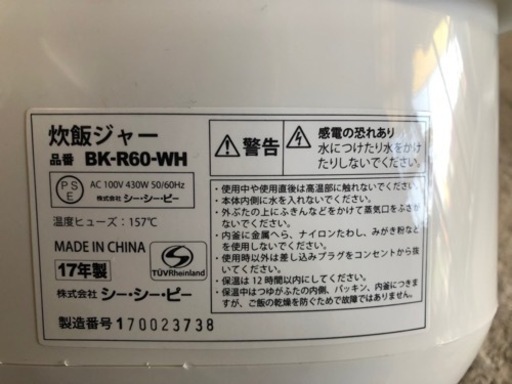 炊飯ジャー
品番 BK-R60-WH
PS
E
AC 100V 430W 50/60Hz
株式会社 シー・シー・ピー
温度ヒューズ：157℃
MADE IN CHINA
17年製
TÜVRheinland
株式会社 シー・シー・ピー
製造番号170023738
警告
感電の恐れあり
水につけたり水をかけ
たりしないでください
・使用中や使用直後は高温部に触れないでください。
・本体内側に水を入れないでください。
・外ぶたの上にふきんなどをかけて蒸気口をふさが
ないでください。
・内釜に金属へら、ナイロンたわし、みがき粉など
を使わないでください。
・使用時以外は差し込みプラグをコンセントから抜
いてください。
・保温は12時間以内にしてください。
・保温中はつゆがふたの内側、パッキン、内釜につきま
すが、ご飯の乾燥を防ぐためで故障ではありません。